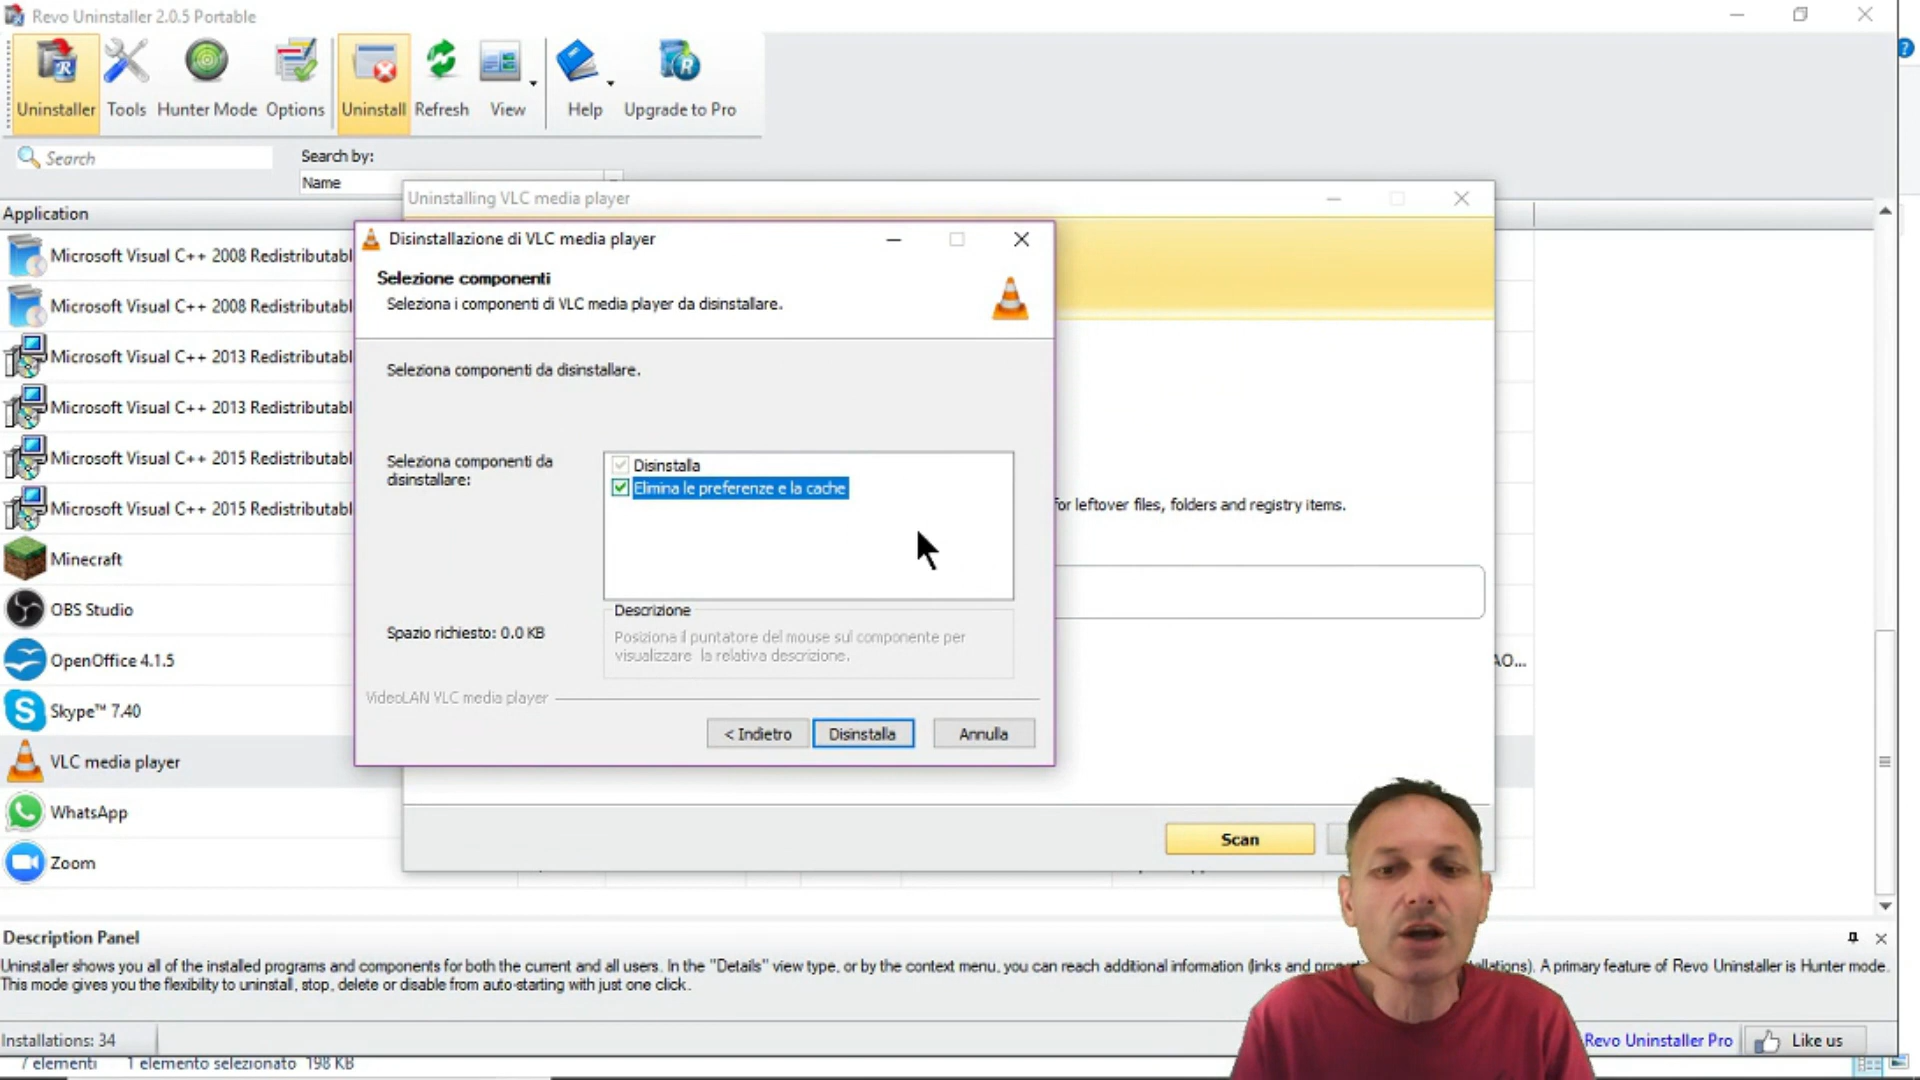 Revo Uninstaller 2.0.5 Portable
Uninstaller Tools Hunter Mode Options Uninstall Refresh View Help Upgrade to Pro
Search
Search by:
Name
Application
Microsoft Visual C++ 2008 Redistributabl
Microsoft Visual C++ 2008 Redistributabl
Microsoft Visual C++ 2013 Redistributabl
Microsoft Visual C++ 2013 Redistributabl
Microsoft Visual C++ 2015 Redistributabl
Microsoft Visual C++ 2015 Redistributabl
Minecraft
OBS Studio
OpenOffice 4.1.5
Skype™ 7.40
VLC media player
WhatsApp
Zoom
Uninstalling VLC media player
for leftover files, folders and registry items.
AO...
Scan
Disinstallazione di VLC media player
Selezione componenti
Seleziona i componenti di VLC media player da disinstallare.
Seleziona componenti da disinstallare.
Seleziona componenti da
disinstallare:
Disinstalla
Elimina le preferenze e la cache
Spazio richiesto: 0.0 KB
Descrizione
Posiziona il puntatore del mouse sul componente per
visualizzare la relativa descrizione.
VideoLAN VLC media player
< Indietro Disinstalla Annulla
Description Panel
Uninstaller shows you all of the installed programs and components for both the current and all users. In the "Details" view type, or by the context menu, you can reach additional information (links and A primary feature of Revo Uninstaller is Hunter mode.
This mode gives you the flexibility to uninstall, stop, delete or disable from auto-starting with just one click.
Installations: 34
Revo Uninstaller Pro
Like us
7 elementi 1 elemento selezionato 198 KB